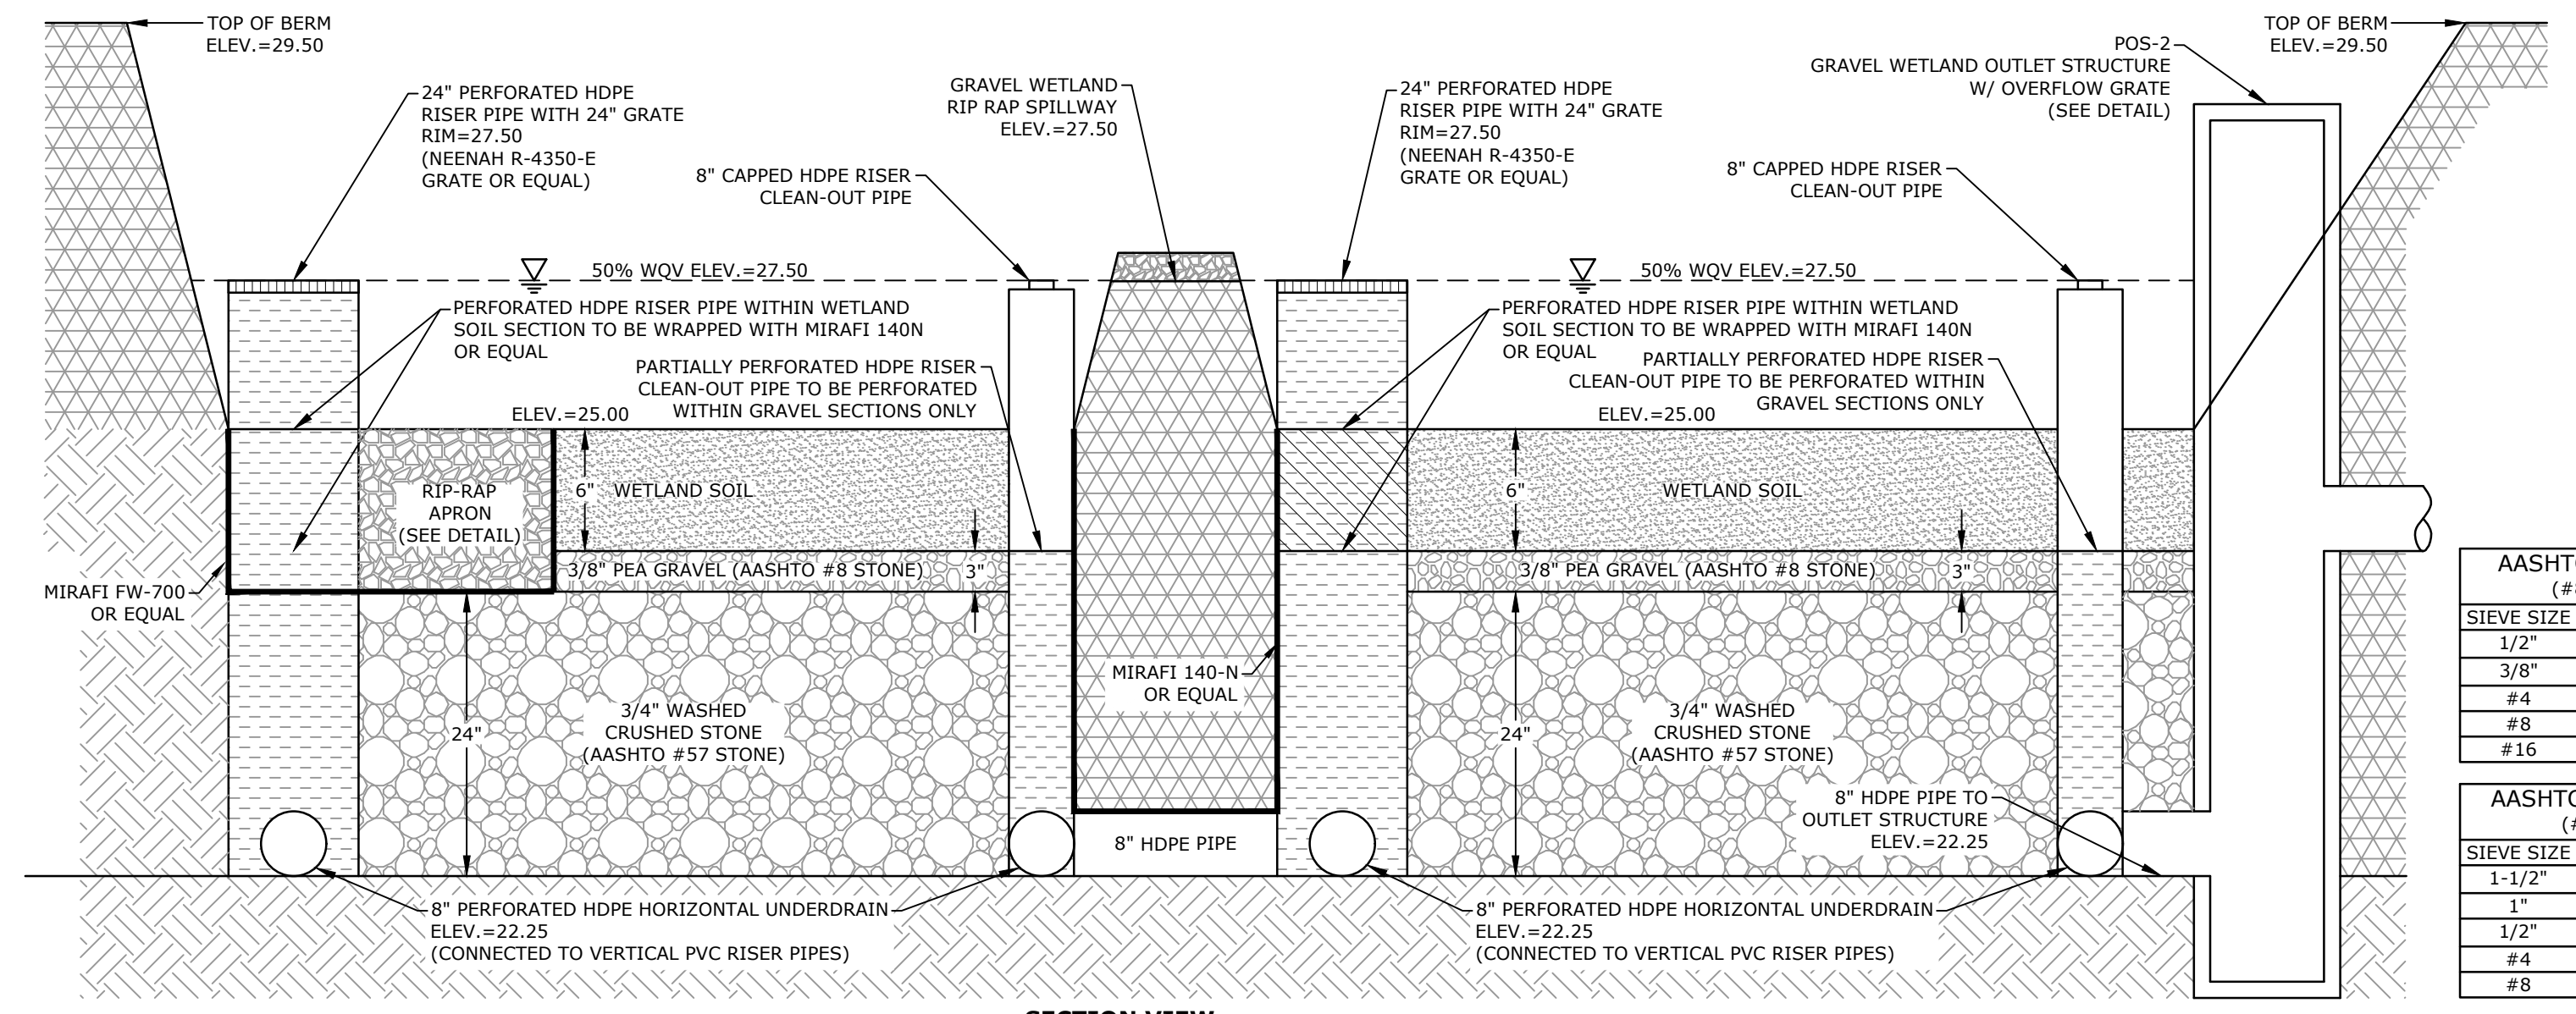 TOP OF BERM
ELEV.=29.50
24" PERFORATED HDPE
RISER PIPE WITH 24" GRATE
RIM=27.50
(NEENAH R-4350-E
GRATE OR EQUAL)
8" CAPPED HDPE RISER
CLEAN-OUT PIPE
GRAVEL WETLAND
RIP RAP SPILLWAY
ELEV.=27.50
24" PERFORATED HDPE
RISER PIPE WITH 24" GRATE
RIM=27.50
(NEENAH R-4350-E
GRATE OR EQUAL)
8" CAPPED HDPE RISER
CLEAN-OUT PIPE
POS-2
GRAVEL WETLAND OUTLET STRUCTURE
W/ OVERFLOW GRATE
(SEE DETAIL)
TOP OF BERM
ELEV.=29.50
50% WQV ELEV.=27.50
50% WQV ELEV.=27.50
PERFORATED HDPE RISER PIPE WITHIN WETLAND
SOIL SECTION TO BE WRAPPED WITH MIRAFI 140N
OR EQUAL
PARTIALLY PERFORATED HDPE RISER
CLEAN-OUT PIPE TO BE PERFORATED
WITHIN GRAVEL SECTIONS ONLY
ELEV.=25.00
PERFORATED HDPE RISER PIPE WITHIN WETLAND
SOIL SECTION TO BE WRAPPED WITH MIRAFI 140N
OR EQUAL
PARTIALLY PERFORATED HDPE RISER
CLEAN-OUT PIPE TO BE PERFORATED WITHIN
GRAVEL SECTIONS ONLY
ELEV.=25.00
RIP-RAP
APRON
(SEE DETAIL)
6" WETLAND SOIL
6"
WETLAND SOIL
3/8" PEA GRAVEL (AASHTO #8 STONE)
3"
3/8" PEA GRAVEL (AASHTO #8 STONE)
3"
MIRAFI FW-700
OR EQUAL
MIRAFI 140-N
OR EQUAL
24"
3/4" WASHED
CRUSHED STONE
(AASHTO #57 STONE)
24"
3/4" WASHED
CRUSHED STONE
(AASHTO #57 STONE)
8" HDPE PIPE TO
OUTLET STRUCTURE
ELEV.=22.25
8" HDPE PIPE
8" PERFORATED HDPE HORIZONTAL UNDERDRAIN
ELEV.=22.25
(CONNECTED TO VERTICAL PVC RISER PIPES)
8" PERFORATED HDPE HORIZONTAL UNDERDRAIN
ELEV.=22.25
(CONNECTED TO VERTICAL PVC RISER PIPES)
SECTION VIEW
AASHTO
(#
SIEVE SIZE
1/2"
3/8"
#4
#8
#16
AASHTO
(#
SIEVE SIZE
1-1/2"
1"
1/2"
#4
#8